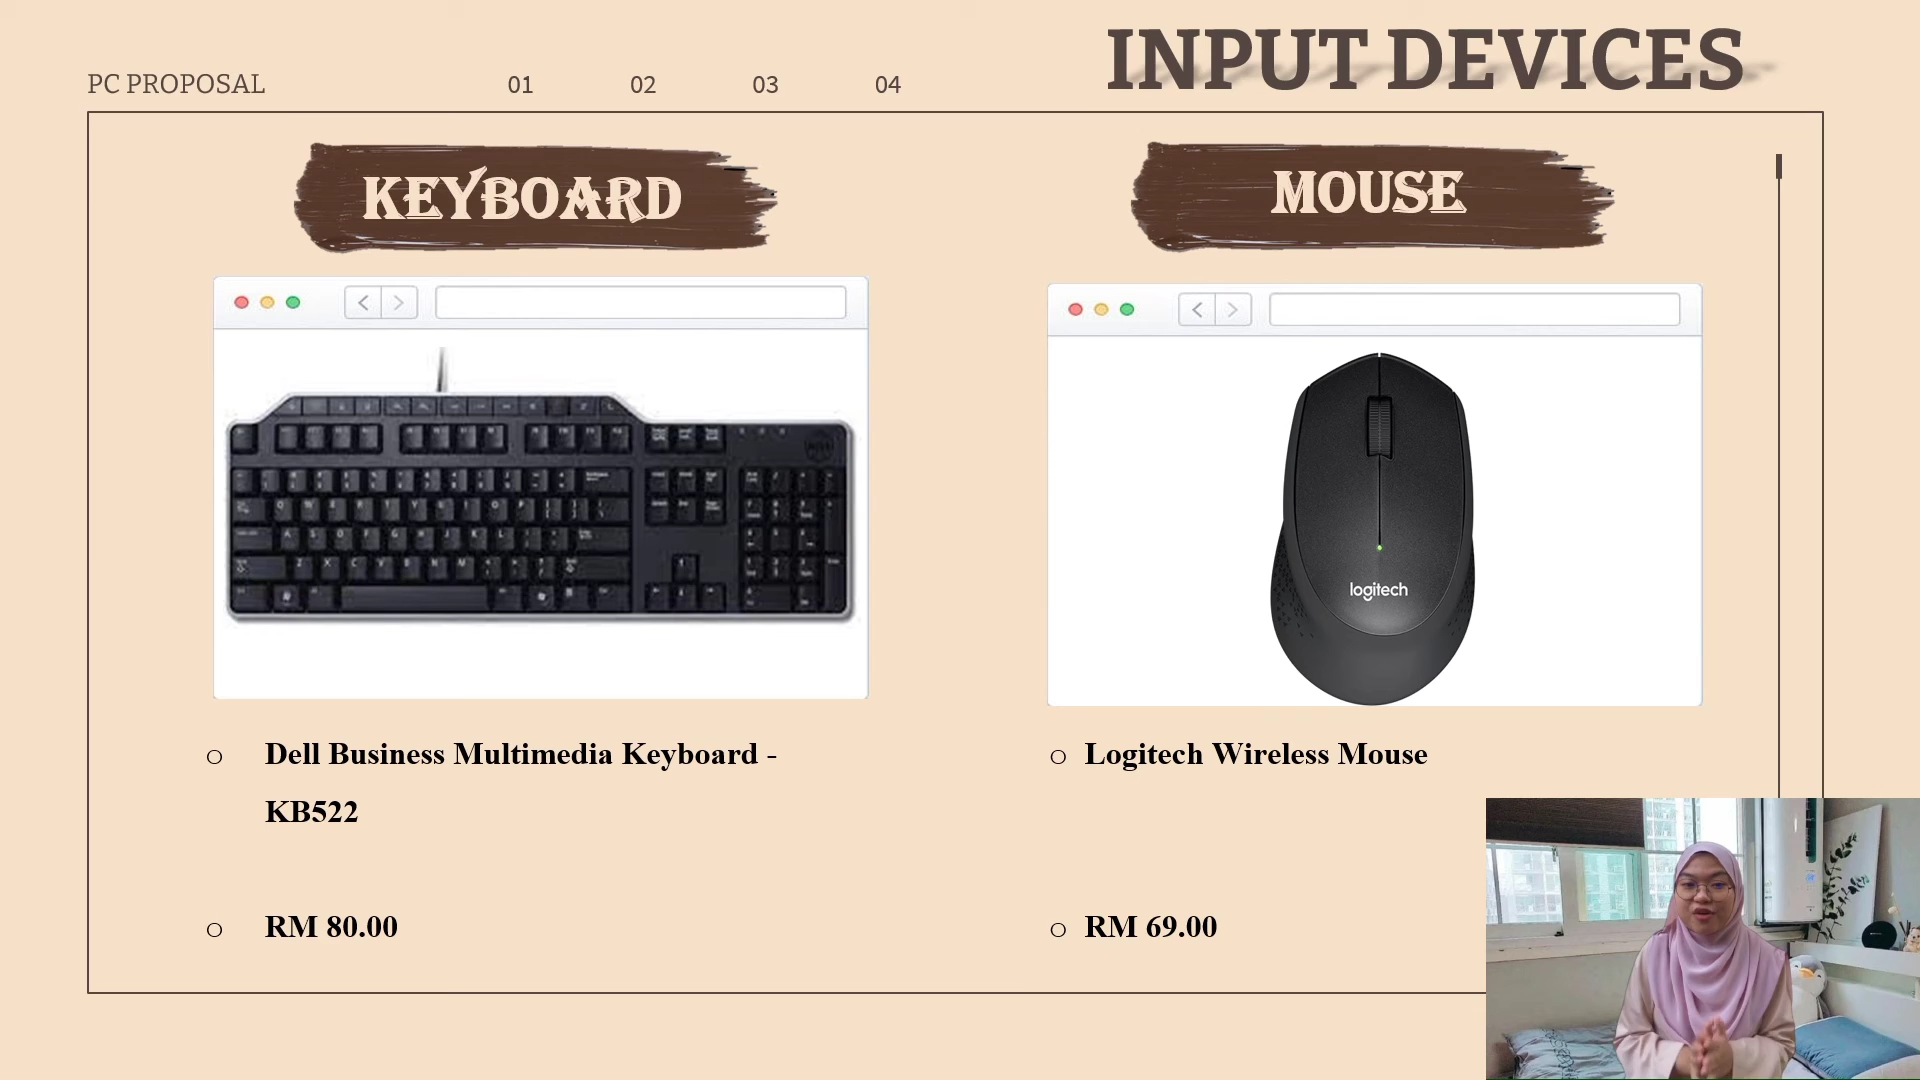 PC PROPOSAL 01 02 03 04 INPUT DEVICES
KEYBOARD
MOUSE
logitech
Dell Business Multimedia Keyboard -
KB522
RM 80.00
Logitech Wireless Mouse
RM 69.00